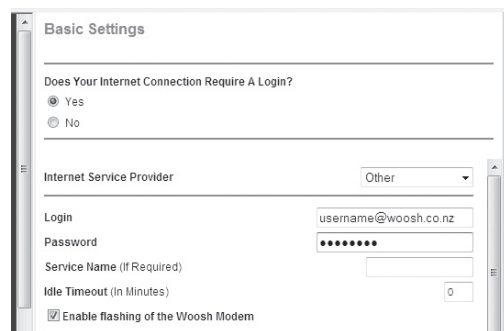 Basic Settings
Does Your Internet Connection Require A Login?
Yes
No
Internet Service Provider Other
Login username@woosh.co.nz
Password ●●●●●●●●
Service Name (If Required)
Idle Timeout (In Minutes) 0
Enable flashing of the Woosh Modem